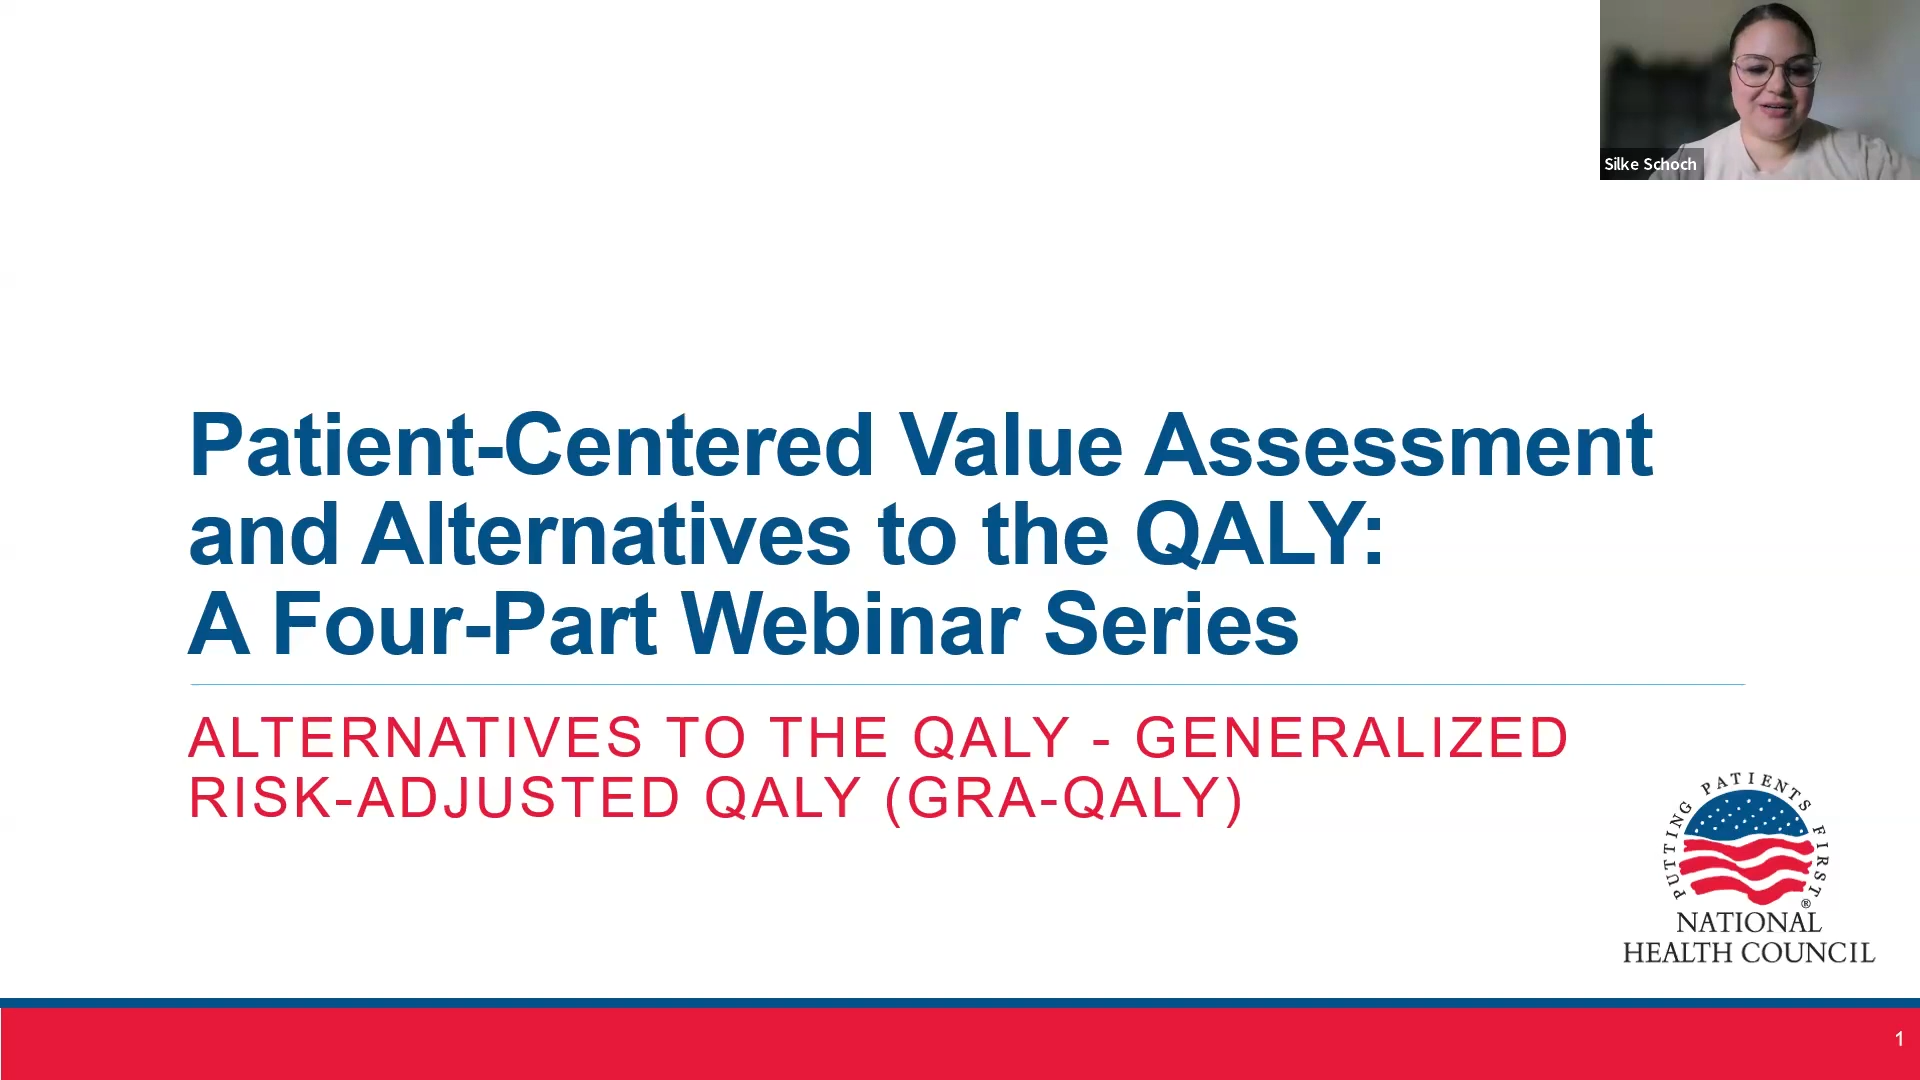 Silke Schoch
Patient-Centered Value Assessment
and Alternatives to the QALY:
A Four-Part Webinar Series
ALTERNATIVES TO THE QALY - GENERALIZED
RISK-ADJUSTED QALY (GRA-QALY)
PUTTING PATIENTS FIRST
®
NATIONAL
HEALTH COUNCIL
1